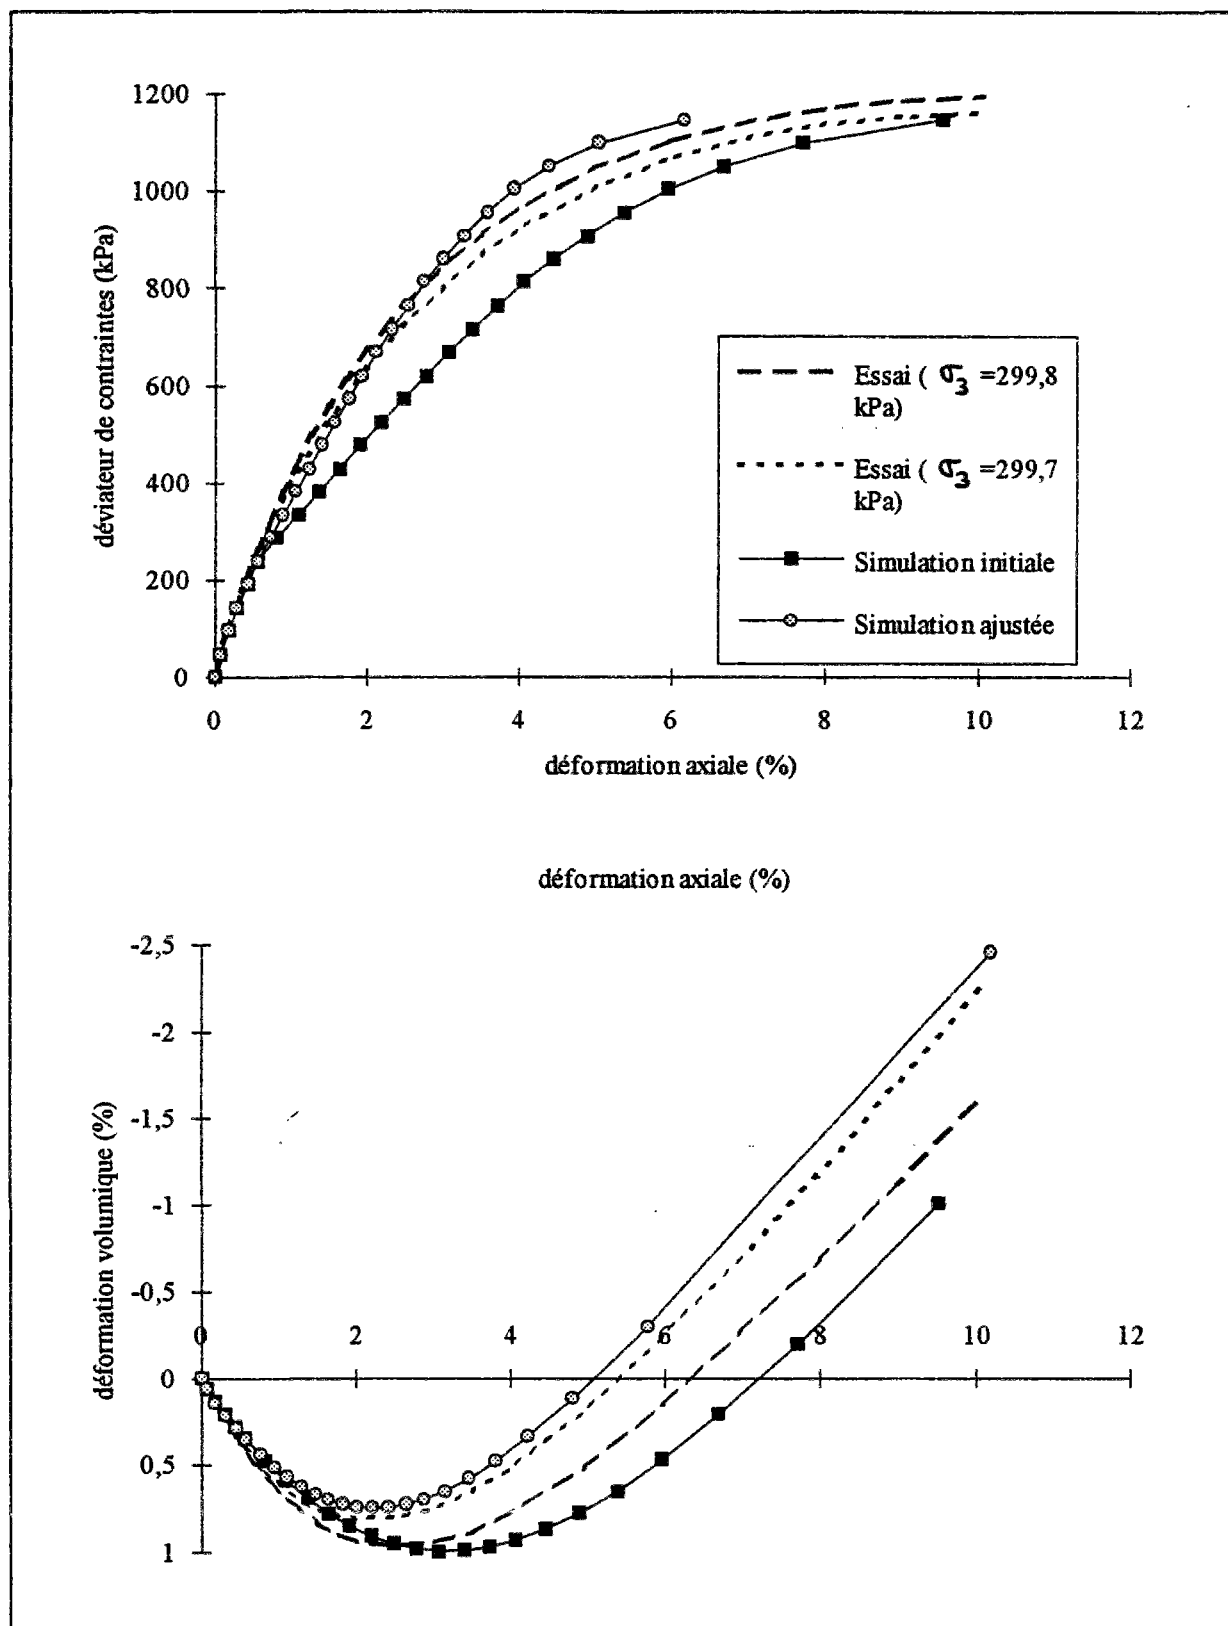 1200
1000
800
600
400
200
0
déviateur de contraintes (kPa)
0 2 4 6 8 10 12
déformation axiale (%)
Essai ( σ3 =299,8
kPa)
Essai ( σ3 =299,7
kPa)
Simulation initiale
Simulation ajustée
déformation axiale (%)
-2,5
-2
-1,5
-1
-0,5
0
0,5
1
déformation volumique (%)
0 2 4 6 8 10 12